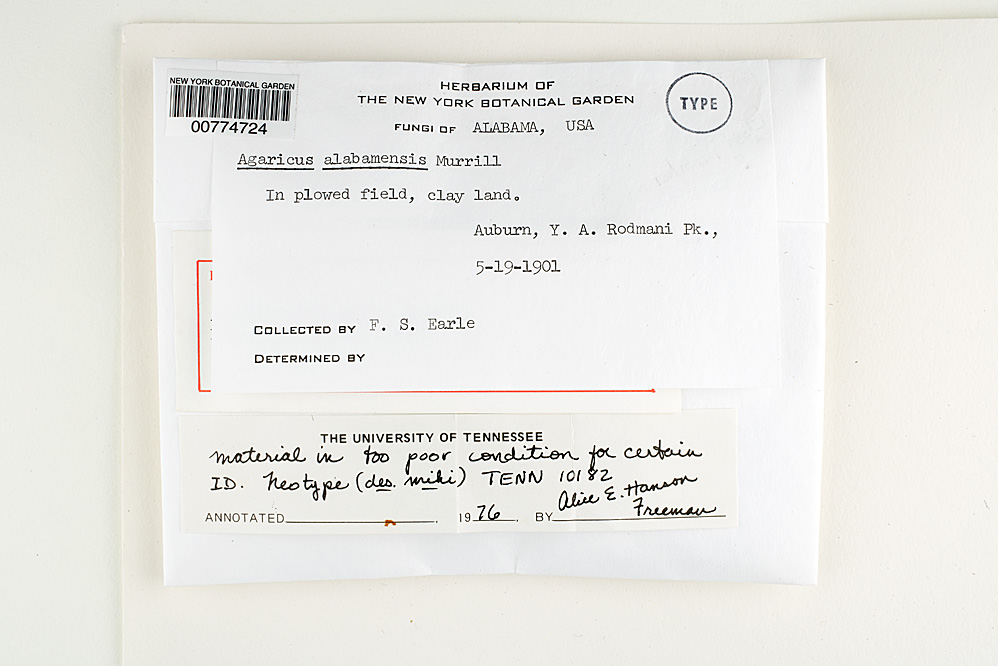 NEW YORK BOTANICAL GARDEN
00774724
HERBARIUM OF
THE NEW YORK BOTANICAL GARDEN
TYPE
FUNGI OF ALABAMA, USA
Agaricus alabamensis Murrill
In plowed field, clay land.
Auburn, Y. A. Rodmani Pk.,
5-19-1901
COLLECTED BY F. S. Earle
DETERMINED BY
THE UNIVERSITY OF TENNESSEE
material in too poor condition for certain
ID. Neotype (des. mihi) TENN 10182
ANNOTATED 1976. BY Alice E. Hanson
Freeman